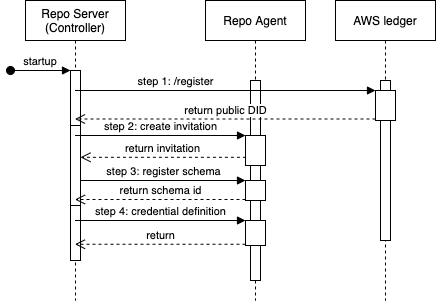 Repo Server
(Controller)
Repo Agent
AWS ledger
startup
step 1: /register
return public DID
step 2: create invitation
return invitation
step 3: register schema
return schema id
step 4: credential definition
return